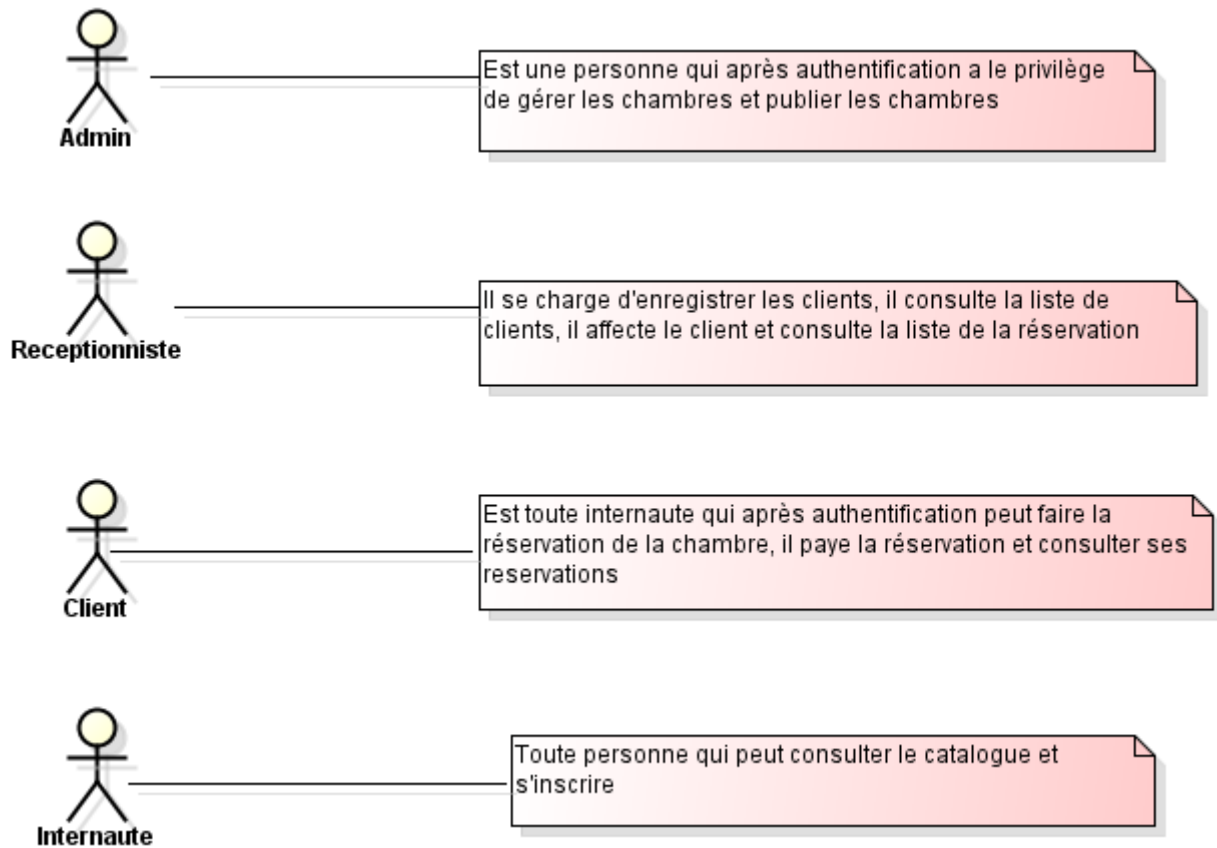 Admin
Est une personne qui après authentification a le privilège
de gérer les chambres et publier les chambres
Receptionniste
Il se charge d'enregistrer les clients, il consulte la liste de
clients, il affecte le client et consulte la liste de la réservation
Client
Est toute internaute qui après authentification peut faire la
réservation de la chambre, il paye la réservation et consulter ses
reservations
Internaute
Toute personne qui peut consulter le catalogue et
s'inscrire